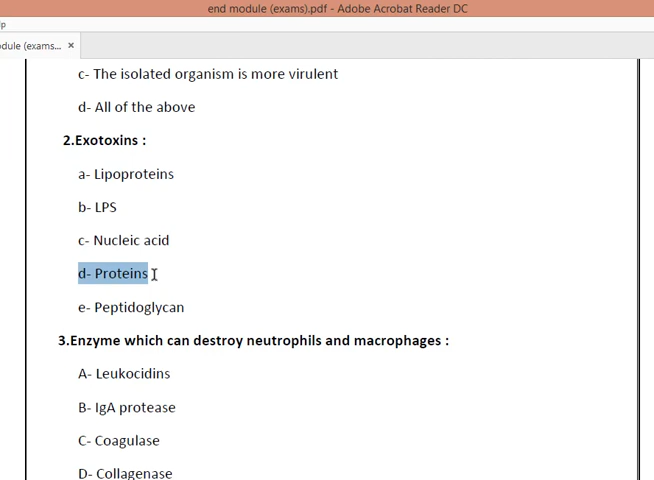 end module (exams).pdf - Adobe Acrobat Reader DC
lp
odule (exams... ×
c- The isolated organism is more virulent
d- All of the above
2.Exotoxins :
a- Lipoproteins
b- LPS
c- Nucleic acid
d- Proteins
e- Peptidoglycan
3.Enzyme which can destroy neutrophils and macrophages :
A- Leukocidins
B- IgA protease
C- Coagulase
D- Collagenase